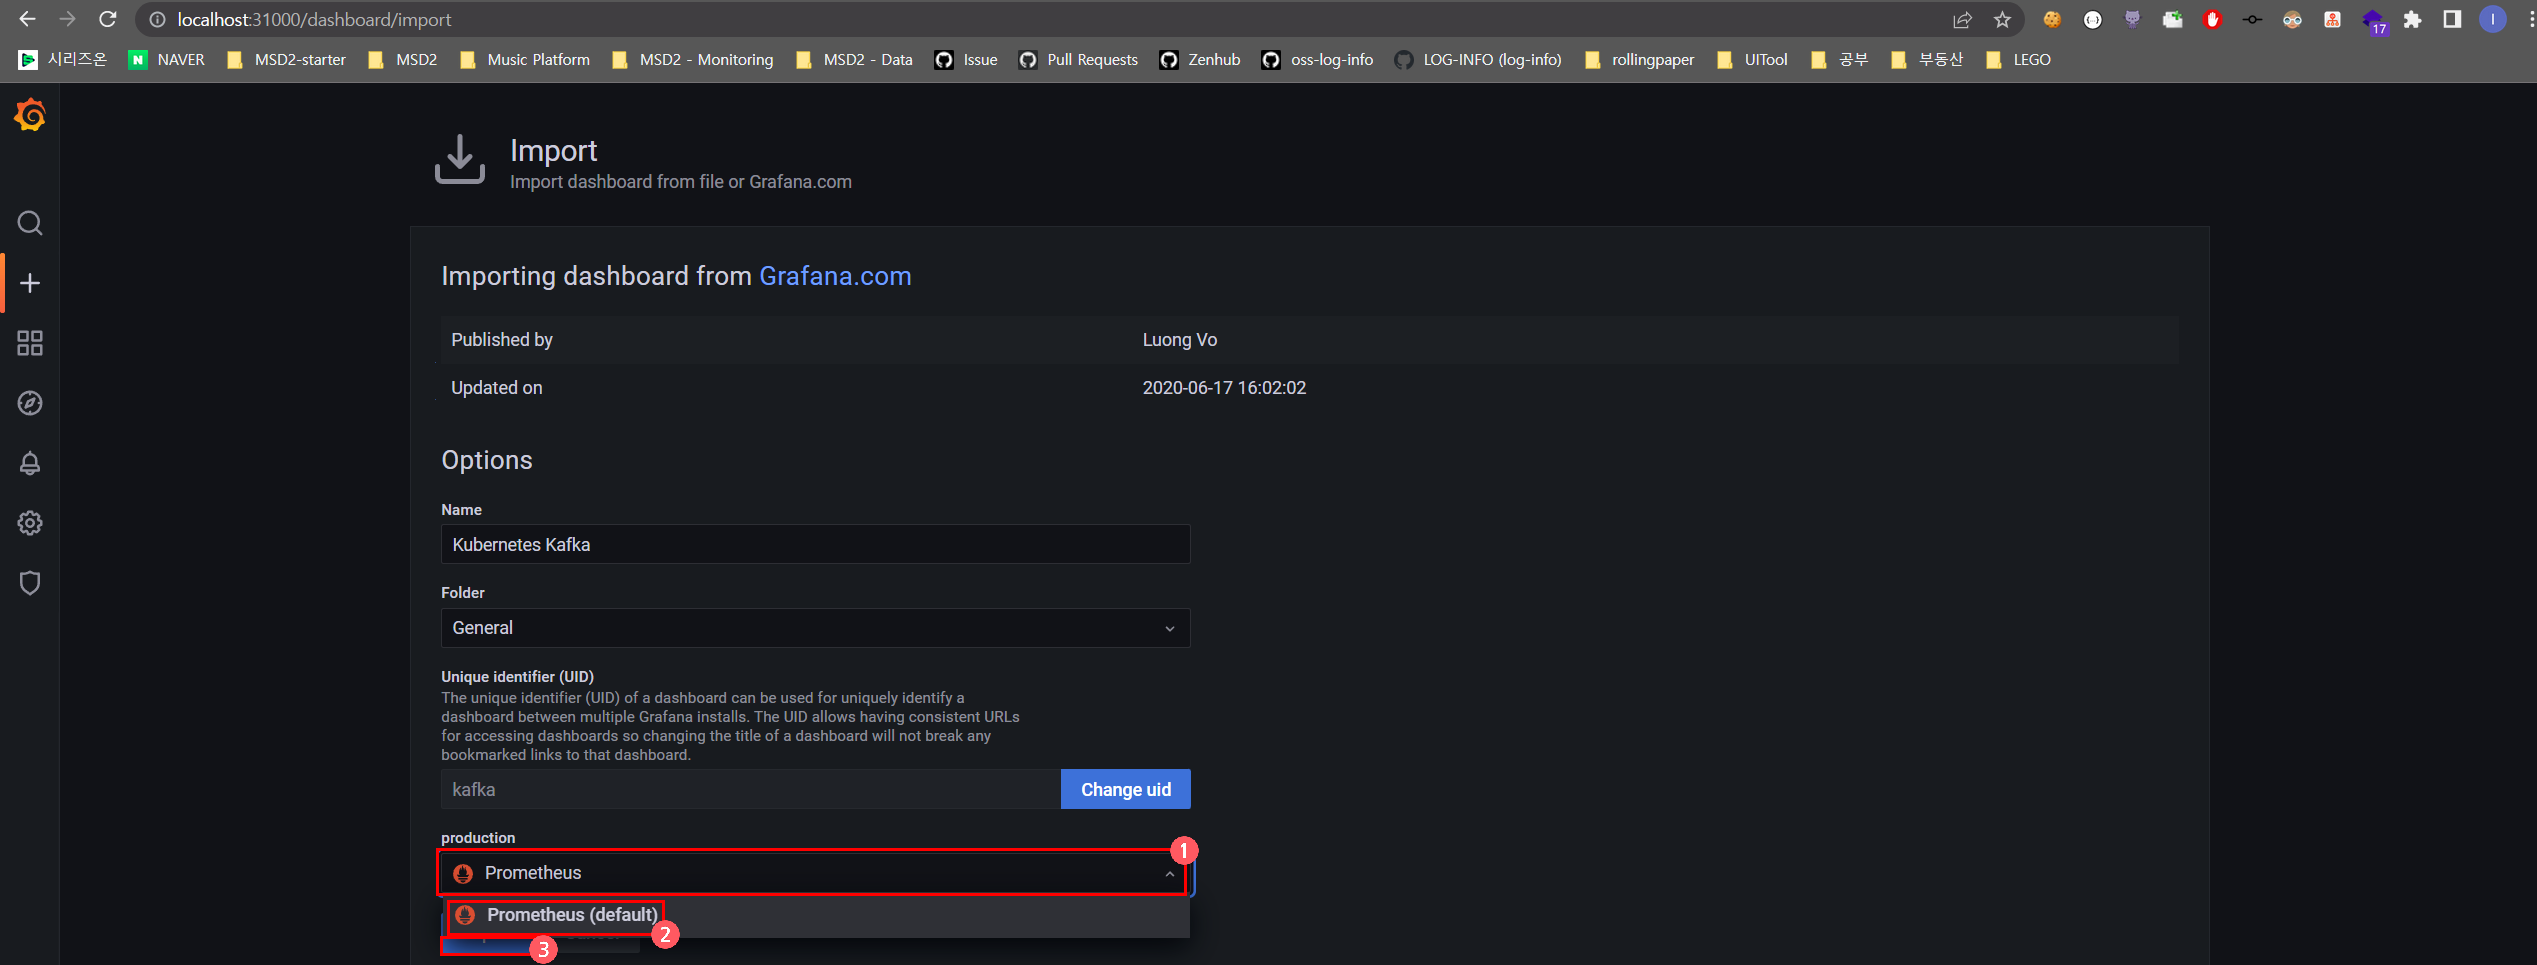 localhost:31000/dashboard/import
시리즈온 NAVER MSD2-starter MSD2 Music Platform MSD2 - Monitoring MSD2 - Data Issue Pull Requests Zenhub oss-log-info LOG-INFO (log-info) rollingpaper UITool 공부 부동산 LEGO
17
I
Import
Import dashboard from file or Grafana.com
Importing dashboard from Grafana.com
Published by Luong Vo
Updated on 2020-06-17 16:02:02
Options
Name
Kubernetes Kafka
Folder
General
Unique identifier (UID)
The unique identifier (UID) of a dashboard can be used for uniquely identify a
dashboard between multiple Grafana installs. The UID allows having consistent URLs
for accessing dashboards so changing the title of a dashboard will not break any
bookmarked links to that dashboard.
kafka Change uid
production
1
Prometheus
Prometheus (default)
2
3